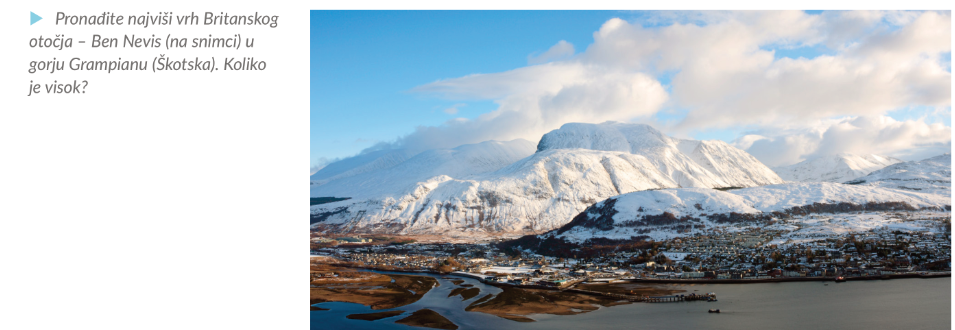 ▶ Pronađite najviši vrh Britanskog
otočja – Ben Nevis (na snimci) u
gorju Grampianu (Škotska). Koliko
je visok?